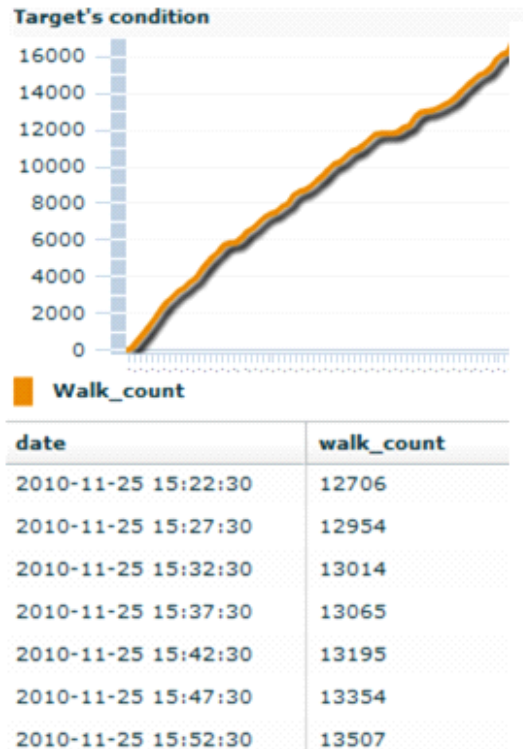 Target's condition
16000
14000
12000
10000
8000
6000
4000
2000
0
Walk_count
date walk_count
2010-11-25 15:22:30 12706
2010-11-25 15:27:30 12954
2010-11-25 15:32:30 13014
2010-11-25 15:37:30 13065
2010-11-25 15:42:30 13195
2010-11-25 15:47:30 13354
2010-11-25 15:52:30 13507